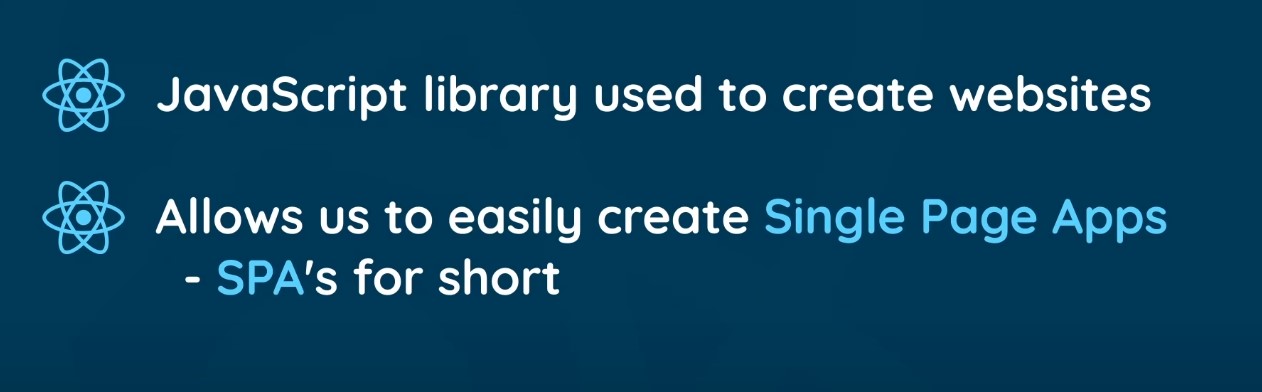 JavaScript library used to create websites
Allows us to easily create Single Page Apps
- SPA's for short